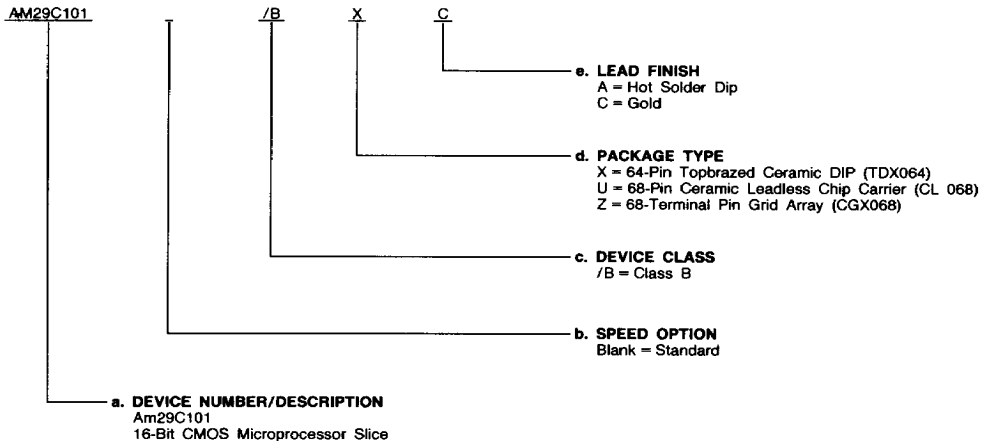 AM29C101 - /B X C
e. LEAD FINISH
A = Hot Solder Dip
C = Gold
d. PACKAGE TYPE
X = 64-Pin Topbrazed Ceramic DIP (TDX064)
U = 68-Pin Ceramic Leadless Chip Carrier (CL 068)
Z = 68-Terminal Pin Grid Array (CGX068)
c. DEVICE CLASS
/B = Class B
b. SPEED OPTION
Blank = Standard
a. DEVICE NUMBER/DESCRIPTION
Am29C101
16-Bit CMOS Microprocessor Slice